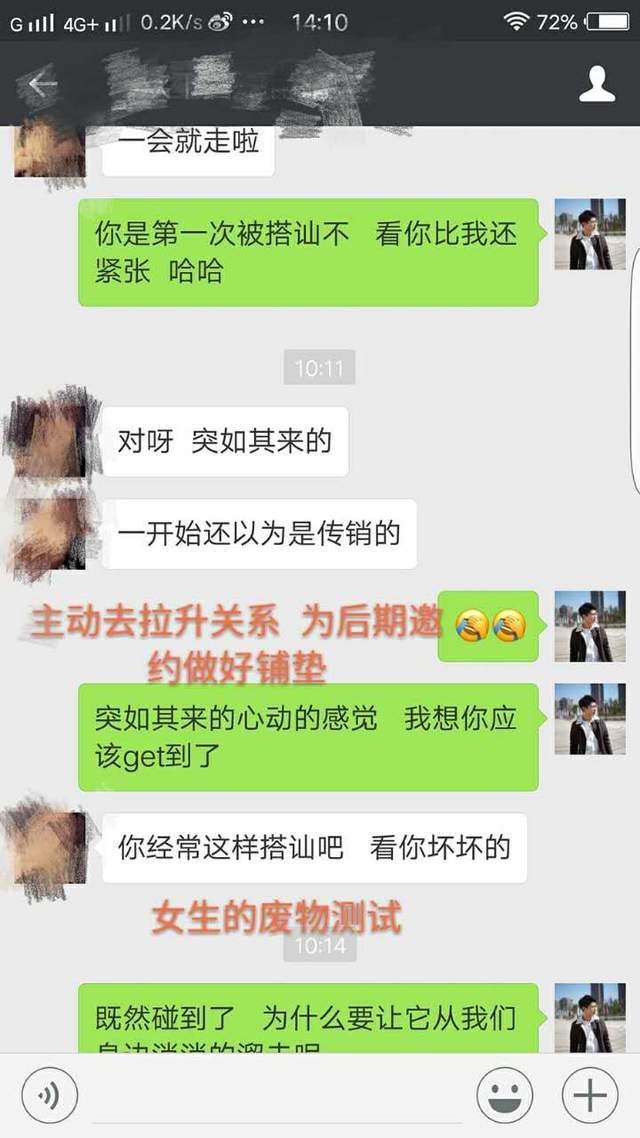 G 4G+ 0.2K/s ... 14:10 72%
一会就走啦
你是第一次被搭讪不 看你比我还
紧张 哈哈
10:11
对呀 突如其来的
一开始还以为是传销的
主动去拉升关系 为后期邀
约做好铺垫
突如其来的心动的感觉 我想你应
该get到了
你经常这样搭讪吧 看你坏坏的
女生的废物测试
10:14
既然碰到了 为什么要让它从我们